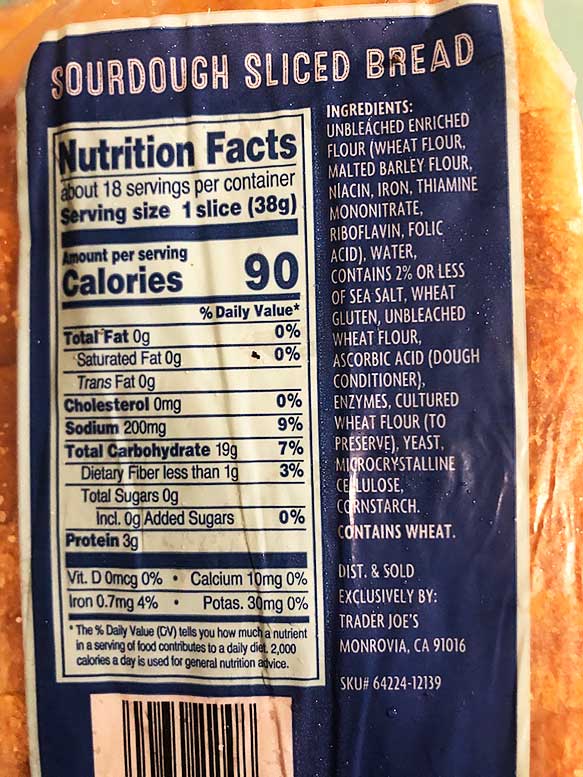 SOURDOUGH SLICED BREAD
Nutrition Facts
about 18 servings per container
Serving size 1 slice (38g)
Amount per serving
Calories 90
% Daily Value*
Total Fat 0g 0%
Saturated Fat 0g 0%
Trans Fat 0g
Cholesterol 0mg 0%
Sodium 200mg 9%
Total Carbohydrate 19g 7%
Dietary Fiber less than 1g 3%
Total Sugars 0g
Incl. 0g Added Sugars 0%
Protein 3g
Vit. D 0mcg 0% • Calcium 10mg 0%
Iron 0.7mg 4% • Potas. 30mg 0%
* The % Daily Value (DV) tells you how much a nutrient
in a serving of food contributes to a daily diet. 2,000
calories a day is used for general nutrition advice.
INGREDIENTS:
UNBLEACHED ENRICHED
FLOUR (WHEAT FLOUR,
MALTED BARLEY FLOUR,
NIACIN, IRON, THIAMINE
MONONITRATE,
RIBOFLAVIN, FOLIC
ACID), WATER,
CONTAINS 2% OR LESS
OF SEA SALT, WHEAT
GLUTEN, UNBLEACHED
WHEAT FLOUR,
ASCORBIC ACID (DOUGH
CONDITIONER),
ENZYMES, CULTURED
WHEAT FLOUR (TO
PRESERVE), YEAST,
MICROCRYSTALLINE
CELLULOSE,
CORNSTARCH.
CONTAINS WHEAT.
DIST. & SOLD
EXCLUSIVELY BY:
TRADER JOE'S
MONROVIA, CA 91016
SKU# 64224-12139